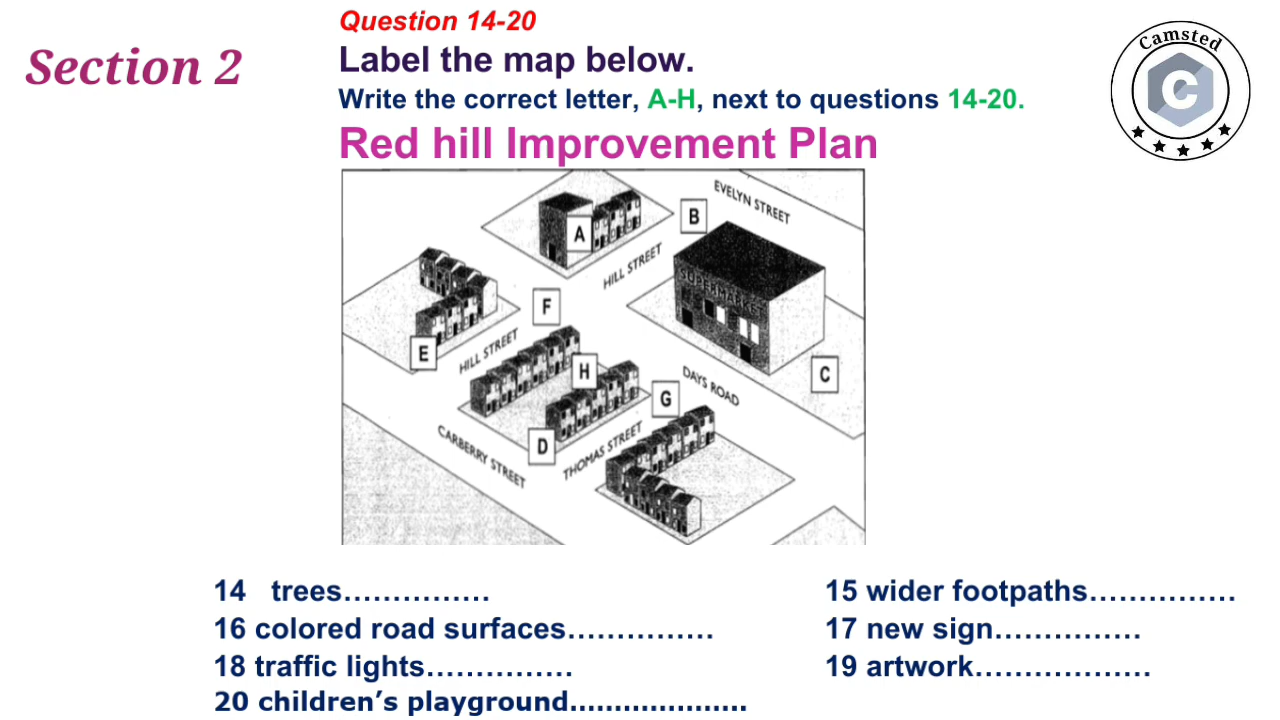 Question 14-20
Section 2
Label the map below.
Write the correct letter, A-H, next to questions 14-20.
Red hill Improvement Plan
Camsted
C
EVELYN STREET
B
A
HILL STREET
SUPERMARKET
F
E
HILL STREET
H
C
DAYS ROAD
G
D
CARBERRY STREET
THOMAS STREET
14 trees...............
15 wider footpaths...............
16 colored road surfaces...............
17 new sign...............
18 traffic lights...............
19 artwork..................
20 children's playground....................